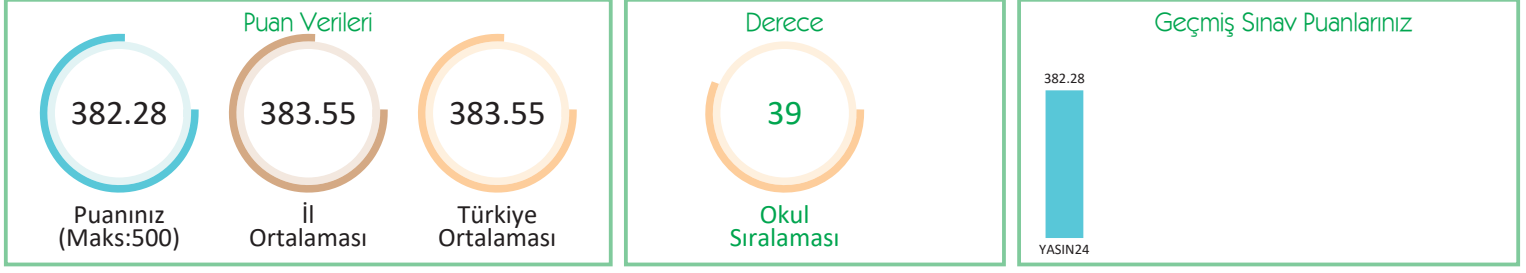 Puan Verileri
382.28
383.55
383.55
Puanınız
(Maks:500)
İl
Ortalaması
Türkiye
Ortalaması
Derece
39
Okul
Sıralaması
Geçmiş Sınav Puanlarınız
382.28
YASIN24